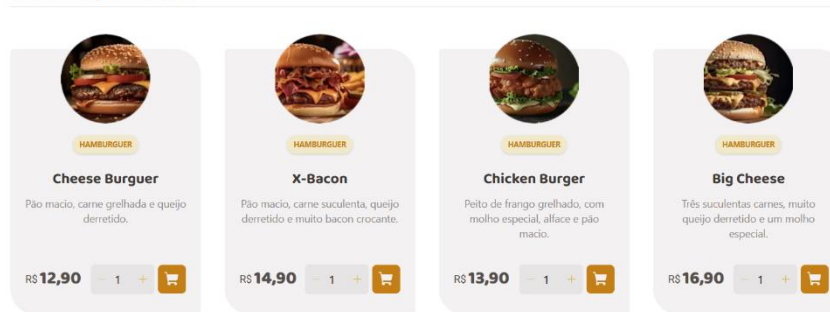 HAMBURGUER
Cheese Burguer
Pão macio, carne grelhada e queijo
derretido.
R$ 12,90 − 1 +
HAMBURGUER
X-Bacon
Pão macio, carne suculenta, queijo
derretido e muito bacon crocante.
R$ 14,90 − 1 +
HAMBURGUER
Chicken Burger
Peito de frango grelhado, com
molho especial, alface e pão
macio.
R$ 13,90 − 1 +
HAMBURGUER
Big Cheese
Três suculentas carnes, muito
queijo derretido e um molho
especial.
R$ 16,90 − 1 +